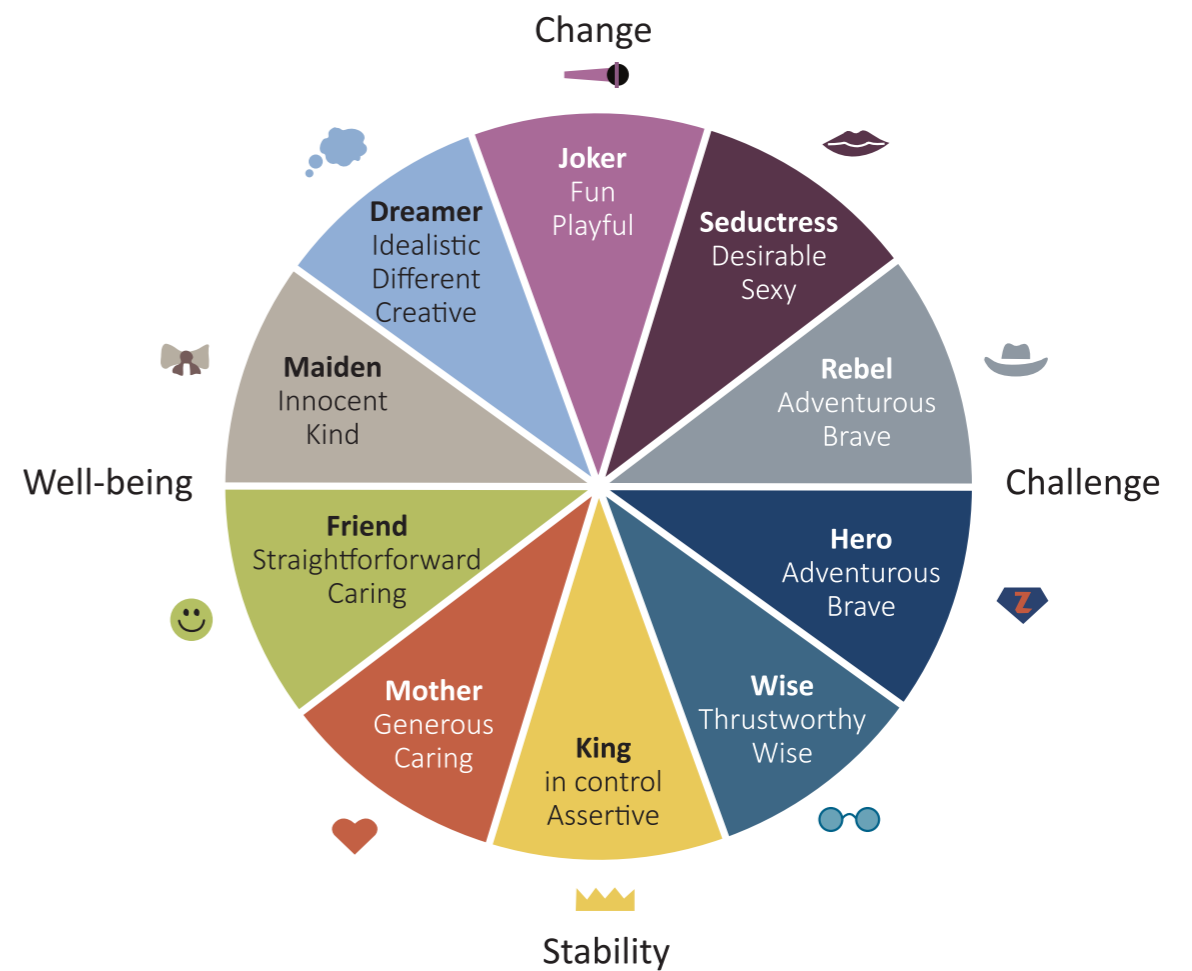 Change
Joker
Fun
Playful
Seductress
Desirable
Sexy
Rebel
Adventurous
Brave
Challenge
Hero
Adventurous
Brave
Z
Wise
Thrustworthy
Wise
King
in control
Assertive
Stability
Mother
Generous
Caring
Friend
Straightforforward
Caring
Well-being
Maiden
Innocent
Kind
Dreamer
Idealistic
Different
Creative